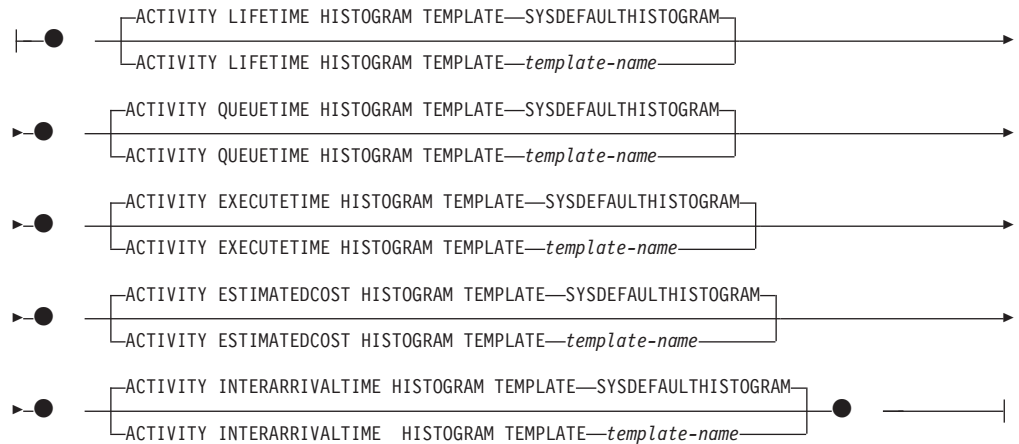 ACTIVITY LIFETIME HISTOGRAM TEMPLATE SYSDEFAULTHISTOGRAM
ACTIVITY LIFETIME HISTOGRAM TEMPLATE template-name
ACTIVITY QUEUETIME HISTOGRAM TEMPLATE SYSDEFAULTHISTOGRAM
ACTIVITY QUEUETIME HISTOGRAM TEMPLATE template-name
ACTIVITY EXECUTETIME HISTOGRAM TEMPLATE SYSDEFAULTHISTOGRAM
ACTIVITY EXECUTETIME HISTOGRAM TEMPLATE template-name
ACTIVITY ESTIMATEDCOST HISTOGRAM TEMPLATE SYSDEFAULTHISTOGRAM
ACTIVITY ESTIMATEDCOST HISTOGRAM TEMPLATE template-name
ACTIVITY INTERARRIVALTIME HISTOGRAM TEMPLATE SYSDEFAULTHISTOGRAM
ACTIVITY INTERARRIVALTIME HISTOGRAM TEMPLATE template-name